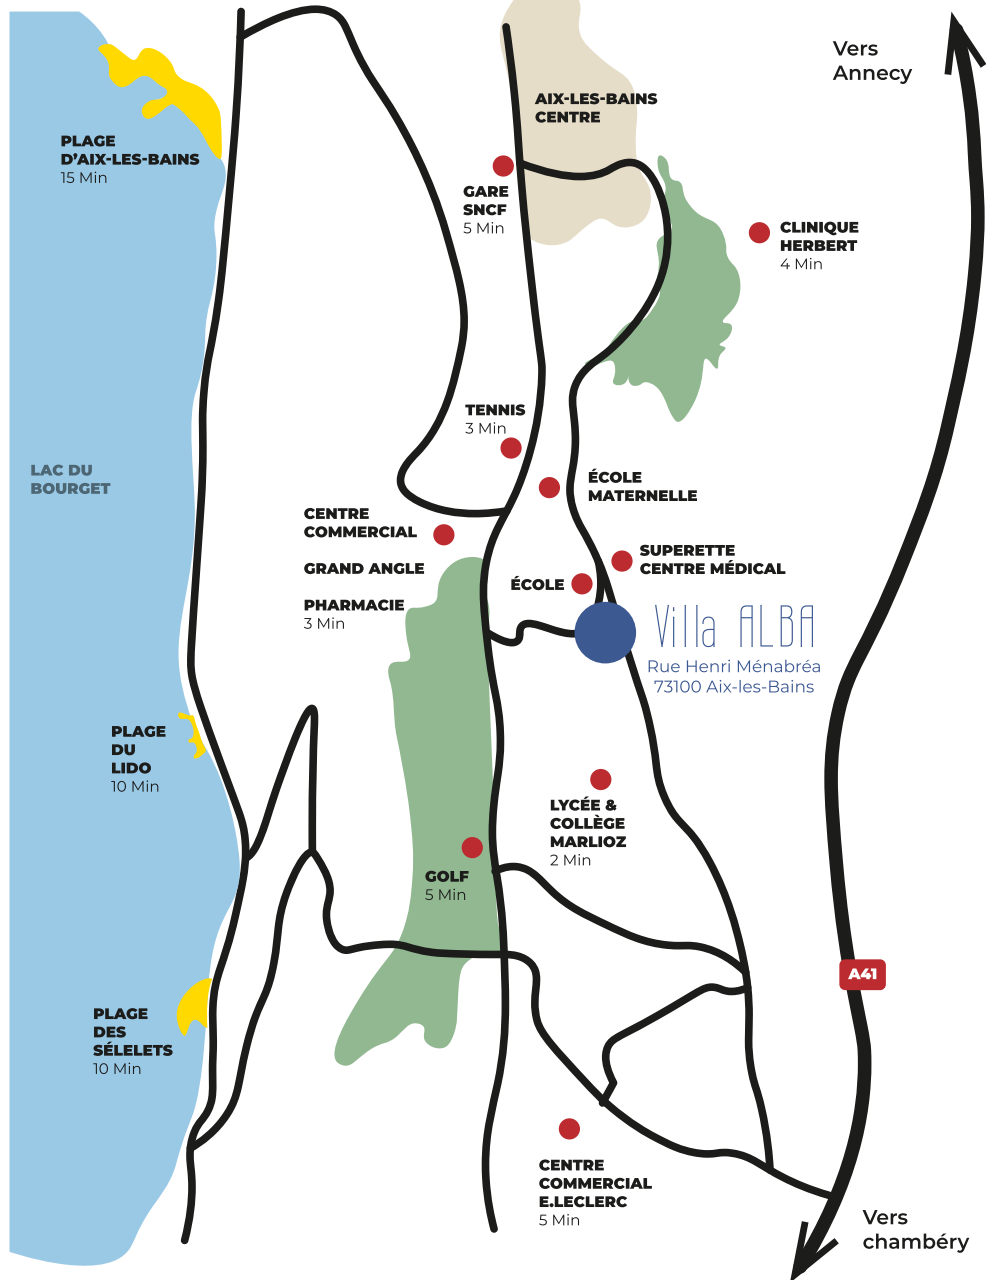 Vers
Annecy
AIX-LES-BAINS
CENTRE
PLAGE
D'AIX-LES-BAINS
15 Min
GARE
SNCF
5 Min
CLINIQUE
HERBERT
4 Min
TENNIS
3 Min
LAC DU
BOURGET
ÉCOLE
MATERNELLE
CENTRE
COMMERCIAL
GRAND ANGLE
PHARMACIE
3 Min
SUPERETTE
CENTRE MÉDICAL
ÉCOLE
Villa ALBA
Rue Henri Ménabréa
73100 Aix-les-Bains
PLAGE
DU
LIDO
10 Min
LYCÉE &
COLLÈGE
MARLIOZ
2 Min
GOLF
5 Min
A41
PLAGE
DES
SÉLELETS
10 Min
CENTRE
COMMERCIAL
E.LECLERC
5 Min
Vers
chambéry